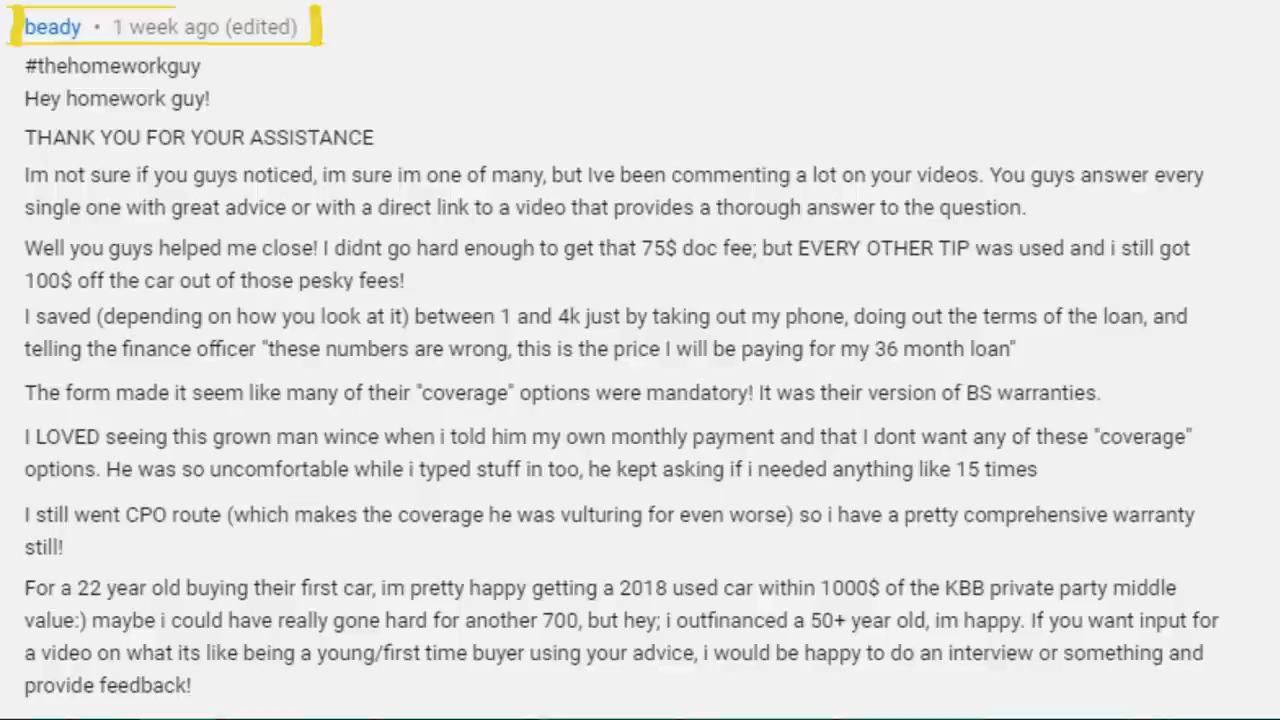 beady • 1 week ago (edited)
#thehomeworkguy
Hey homework guy!
THANK YOU FOR YOUR ASSISTANCE
Im not sure if you guys noticed, im sure im one of many, but Ive been commenting a lot on your videos. You guys answer every
single one with great advice or with a direct link to a video that provides a thorough answer to the question.
Well you guys helped me close! I didnt go hard enough to get that 75$ doc fee; but EVERY OTHER TIP was used and i still got
100$ off the car out of those pesky fees!
I saved (depending on how you look at it) between 1 and 4k just by taking out my phone, doing out the terms of the loan, and
telling the finance officer "these numbers are wrong, this is the price I will be paying for my 36 month loan"
The form made it seem like many of their "coverage" options were mandatory! It was their version of BS warranties.
I LOVED seeing this grown man wince when i told him my own monthly payment and that I dont want any of these "coverage"
options. He was so uncomfortable while i typed stuff in too, he kept asking if i needed anything like 15 times
I still went CPO route (which makes the coverage he was vulturing for even worse) so i have a pretty comprehensive warranty
still!
For a 22 year old buying their first car, im pretty happy getting a 2018 used car within 1000$ of the KBB private party middle
value:) maybe i could have really gone hard for another 700, but hey; i outfinanced a 50+ year old, im happy. If you want input for
a video on what its like being a young/first time buyer using your advice, i would be happy to do an interview or something and
provide feedback!